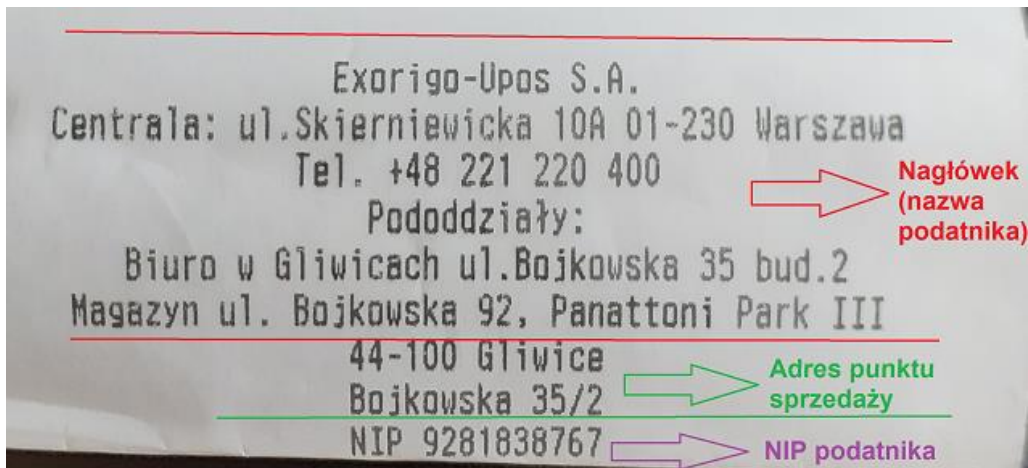 Exorigo-Upos S.A.
Centrala: ul.Skierniewicka 10A 01-230 Warszawa
Tel. +48 221 220 400
Pododdziały:
Biuro w Gliwicach ul.Bojkowska 35 bud.2
Magazyn ul. Bojkowska 92, Panattoni Park III
44-100 Gliwice
Bojkowska 35/2
NIP 9281838767
Nagłówek
(nazwa
podatnika)
Adres punktu
sprzedaży
NIP podatnika